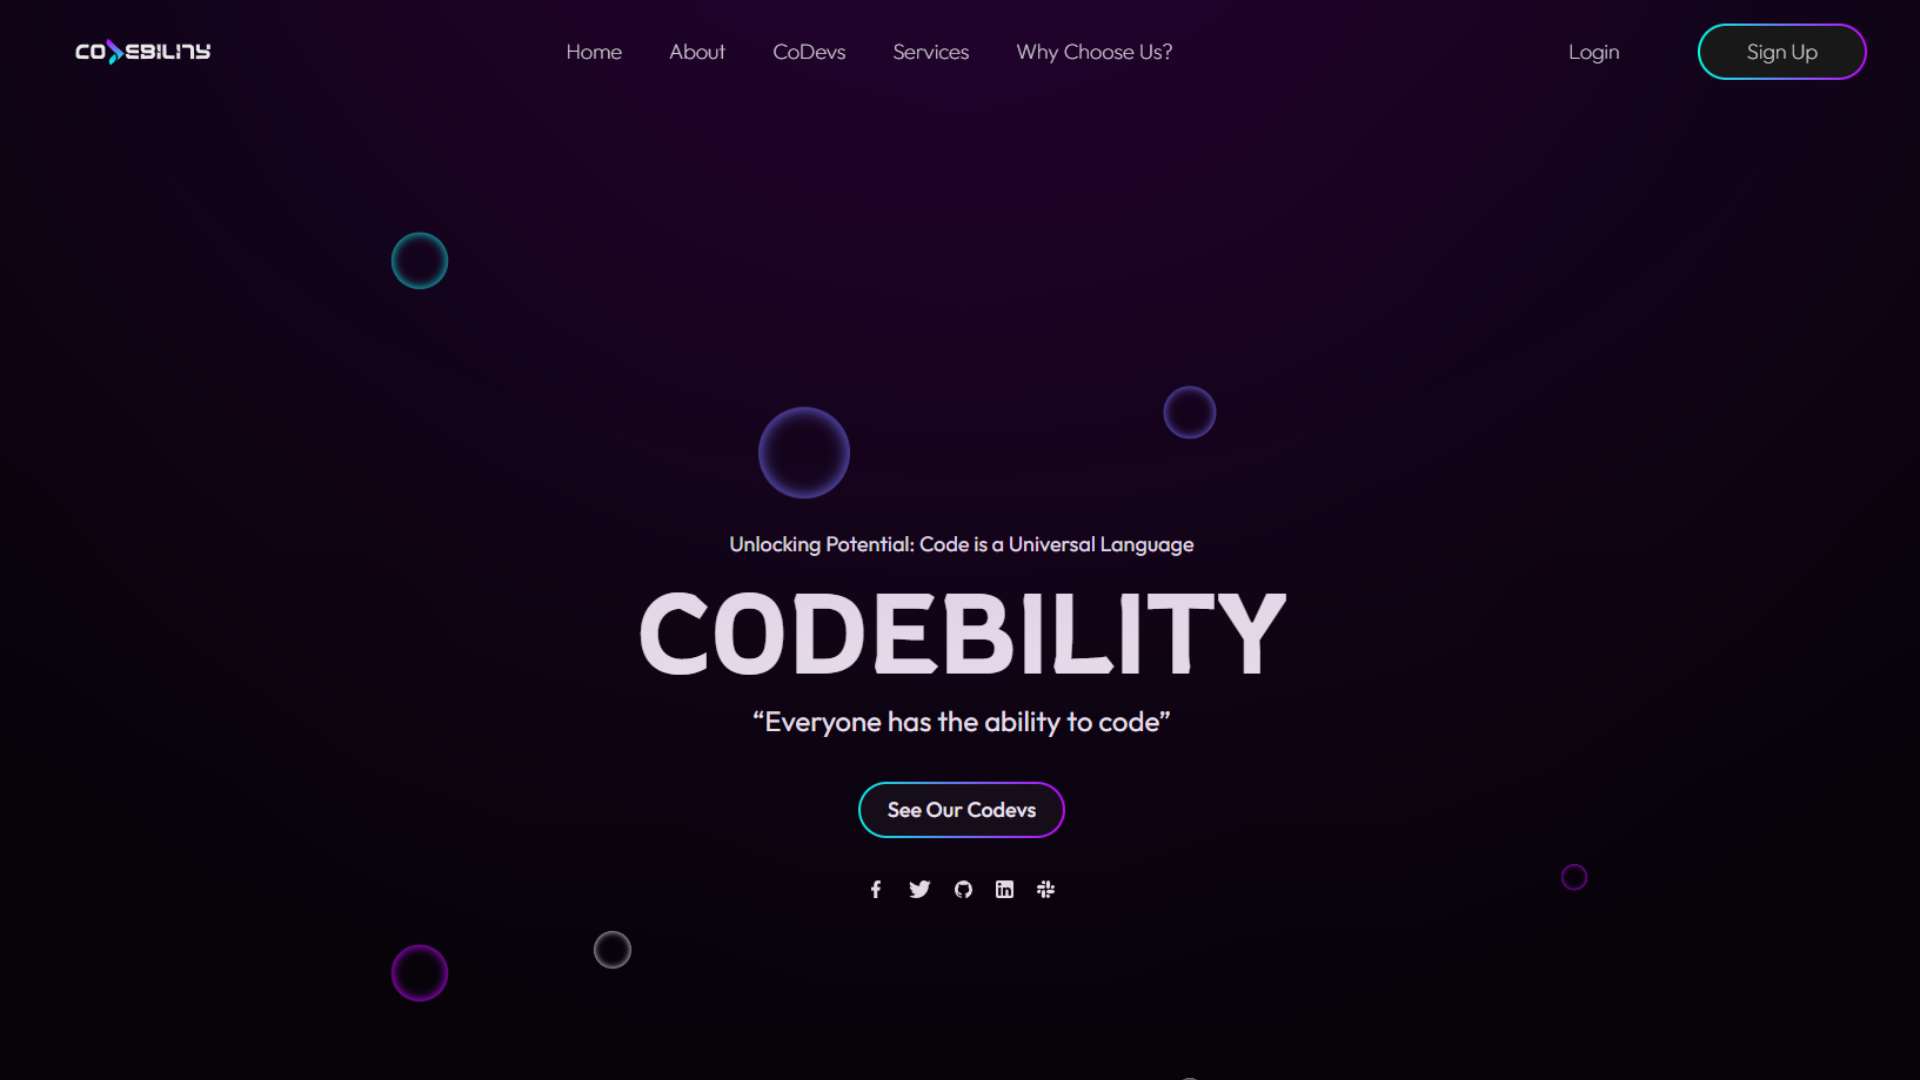 CODEBILITY
Home
About
CoDevs
Services
Why Choose Us?
Login
Sign Up
Unlocking Potential: Code is a Universal Language
CODEBILITY
“Everyone has the ability to code”
See Our Codevs